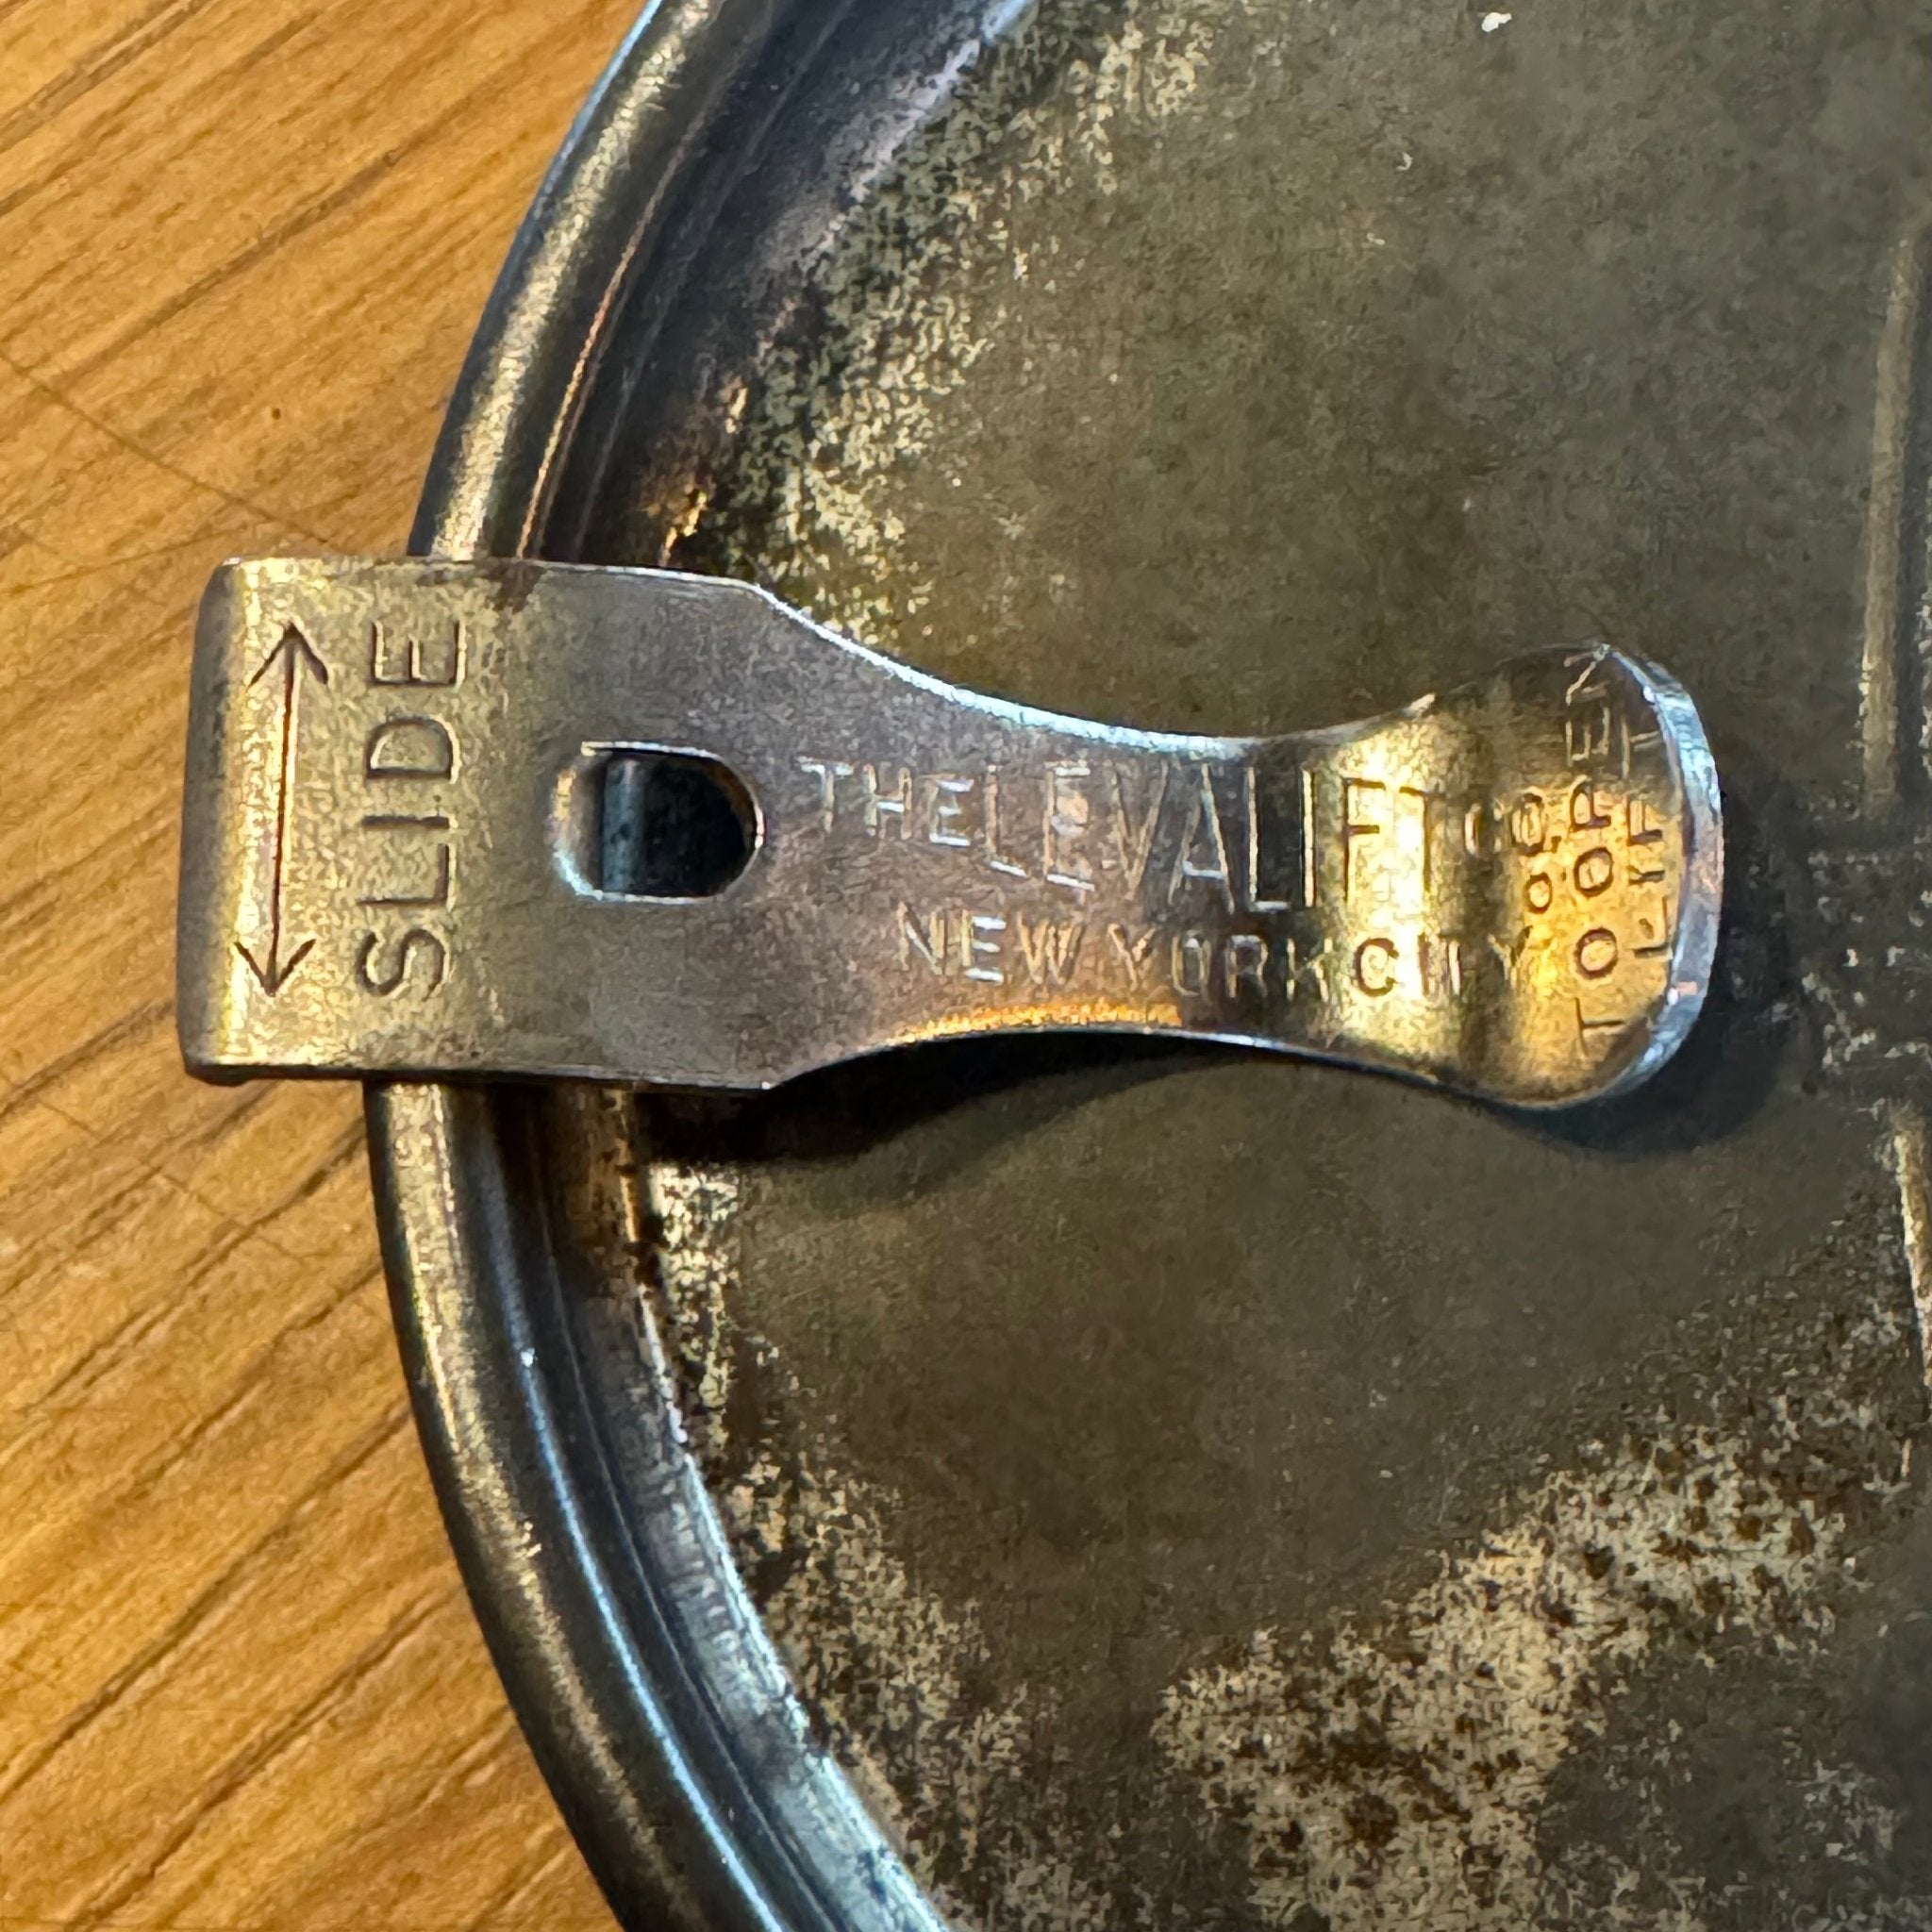 SLIDE
THE LEVALIFT CO
NEW YORK CITY
TO OPEN
LIFT